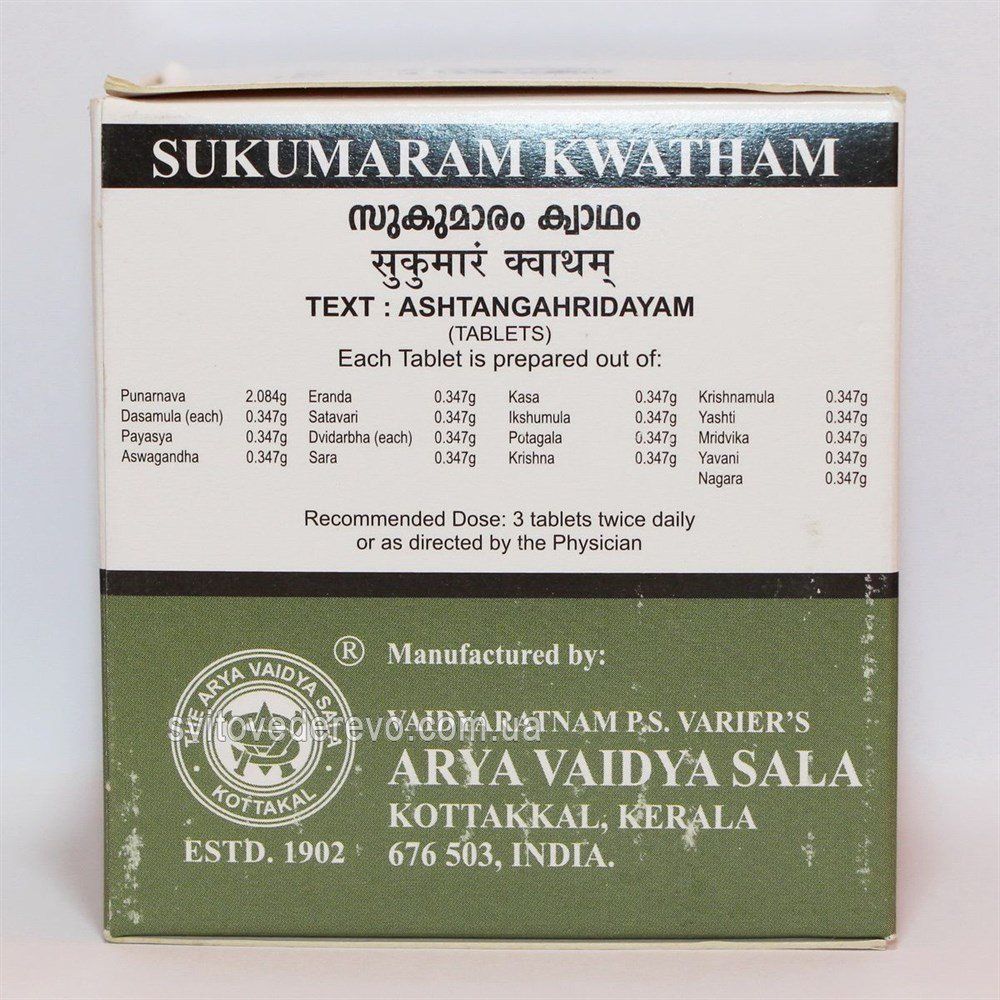 SUKUMARAM KWATHAM
സുകുമാരം ക്വാഥം
सुकुमारं क्वाथम्
TEXT : ASHTANGAHRIDAYAM
(TABLETS)
Each Tablet is prepared out of:
Punarnava 2.084g Eranda 0.347g Kasa 0.347g Krishnamula 0.347g
Dasamula (each) 0.347g Satavari 0.347g Ikshumula 0.347g Yashti 0.347g
Payasya 0.347g Dvidarbha (each) 0.347g Potagala 0.347g Mridvika 0.347g
Aswagandha 0.347g Sara 0.347g Krishna 0.347g Yavani 0.347g
Nagara 0.347g
Recommended Dose: 3 tablets twice daily
or as directed by the Physician
THE ARYA VAIDYA SALA
KOTTAKAL
®
ESTD. 1902
Manufactured by:
VAIDYARATNAM P.S. VARIER'S
ARYA VAIDYA SALA
KOTTAKKAL, KERALA
676 503, INDIA.
svitovederevo.com.ua